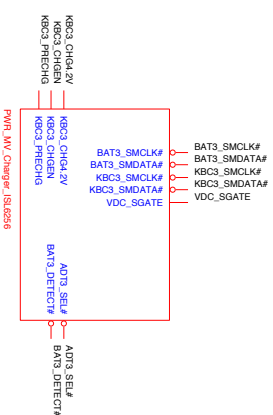 KBC3_CHG4.2V
KBC3_CHGEN
KBC3_PRECHG
KBC3_CHG4.2V
KBC3_CHGEN
KBC3_PRECHG
BAT3_SMCLK#
BAT3_SMDATA#
KBC3_SMCLK#
KBC3_SMDATA#
VDC_SGATE
BAT3_SMCLK#
BAT3_SMDATA#
KBC3_SMCLK#
KBC3_SMDATA#
VDC_SGATE
ADT3_SEL#
BAT3_DETECT#
ADT3_SEL#
BAT3_DETECT#
PWR_MV_Charger_ISL6256